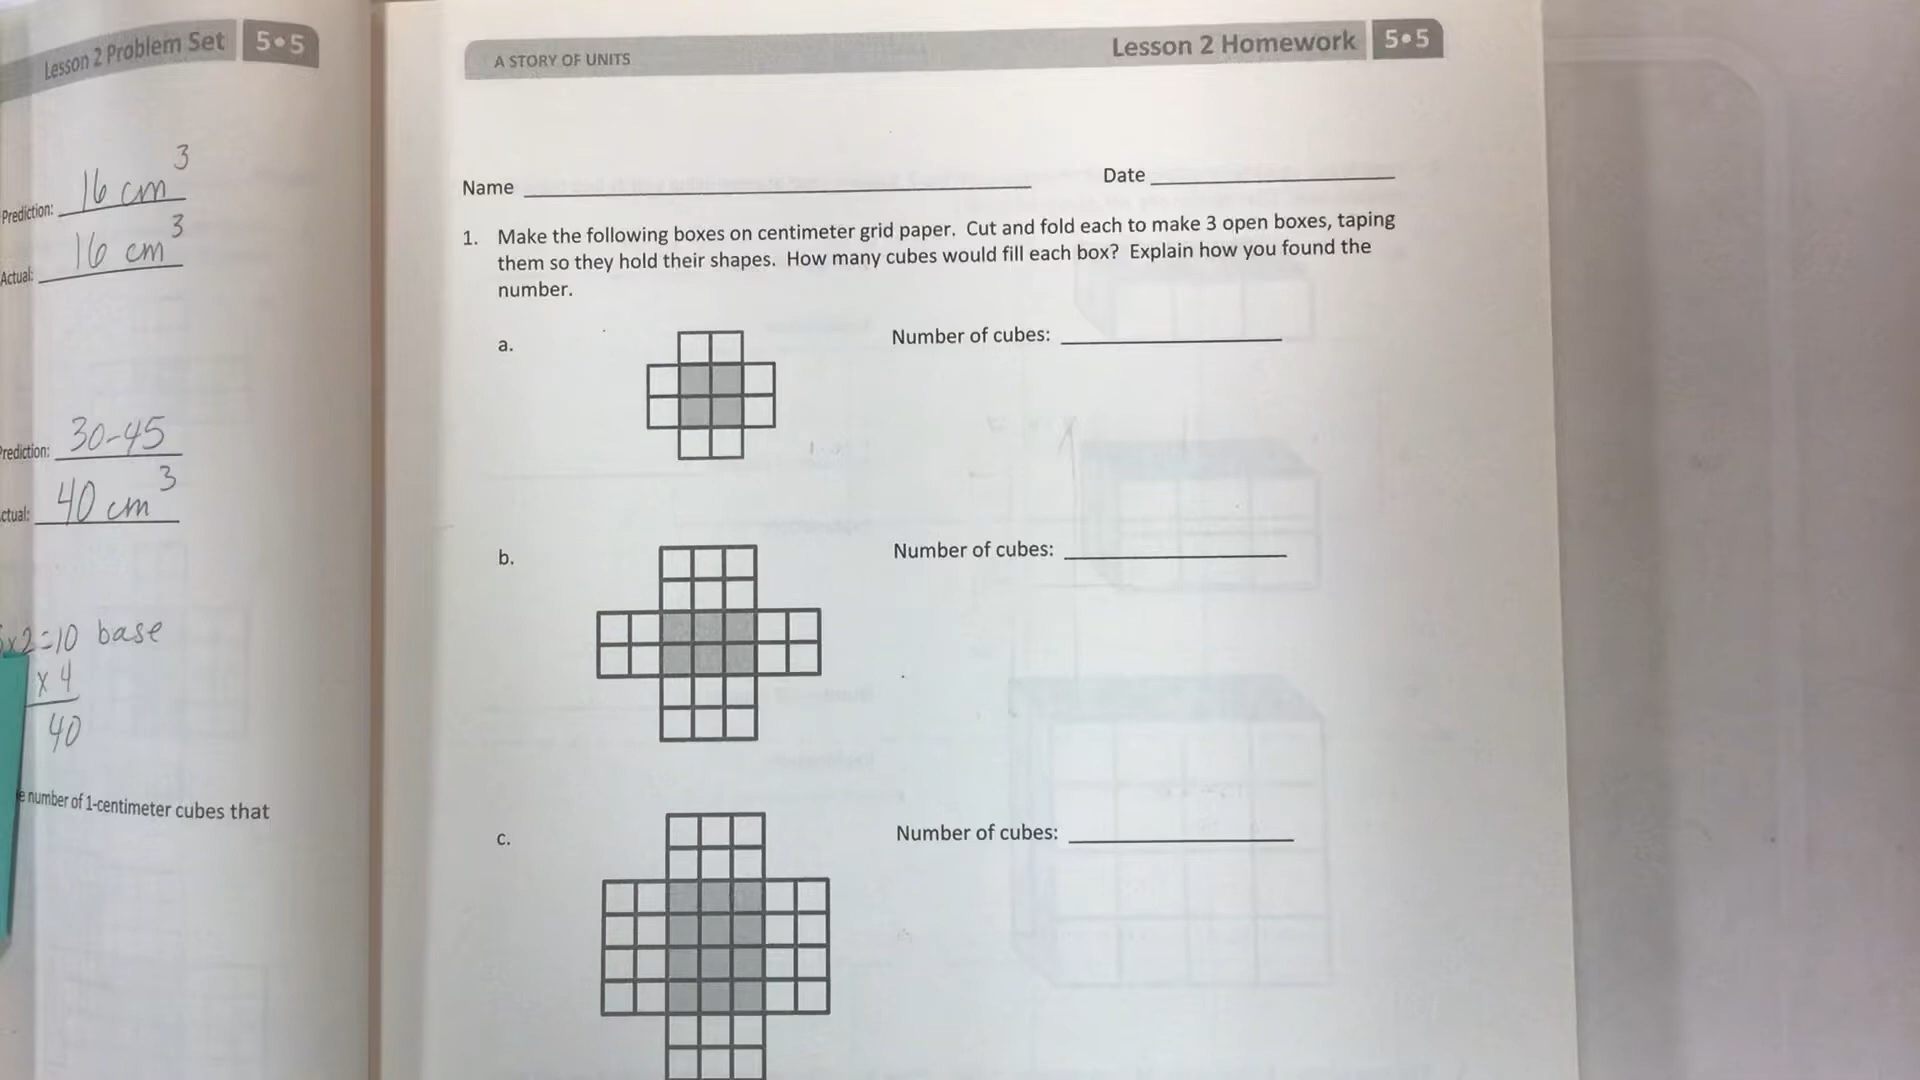 Lesson 2 Problem Set 5•5
Prediction: 16 cm³
Actual: 16 cm³
Prediction: 30-45
Actual: 40 cm³
x2=10 base
x 4
40
number of 1-centimeter cubes that
A STORY OF UNITS
Lesson 2 Homework 5•5
Name
Date
1. Make the following boxes on centimeter grid paper. Cut and fold each to make 3 open boxes, taping
them so they hold their shapes. How many cubes would fill each box? Explain how you found the
number.
a. Number of cubes:
b. Number of cubes:
c. Number of cubes: